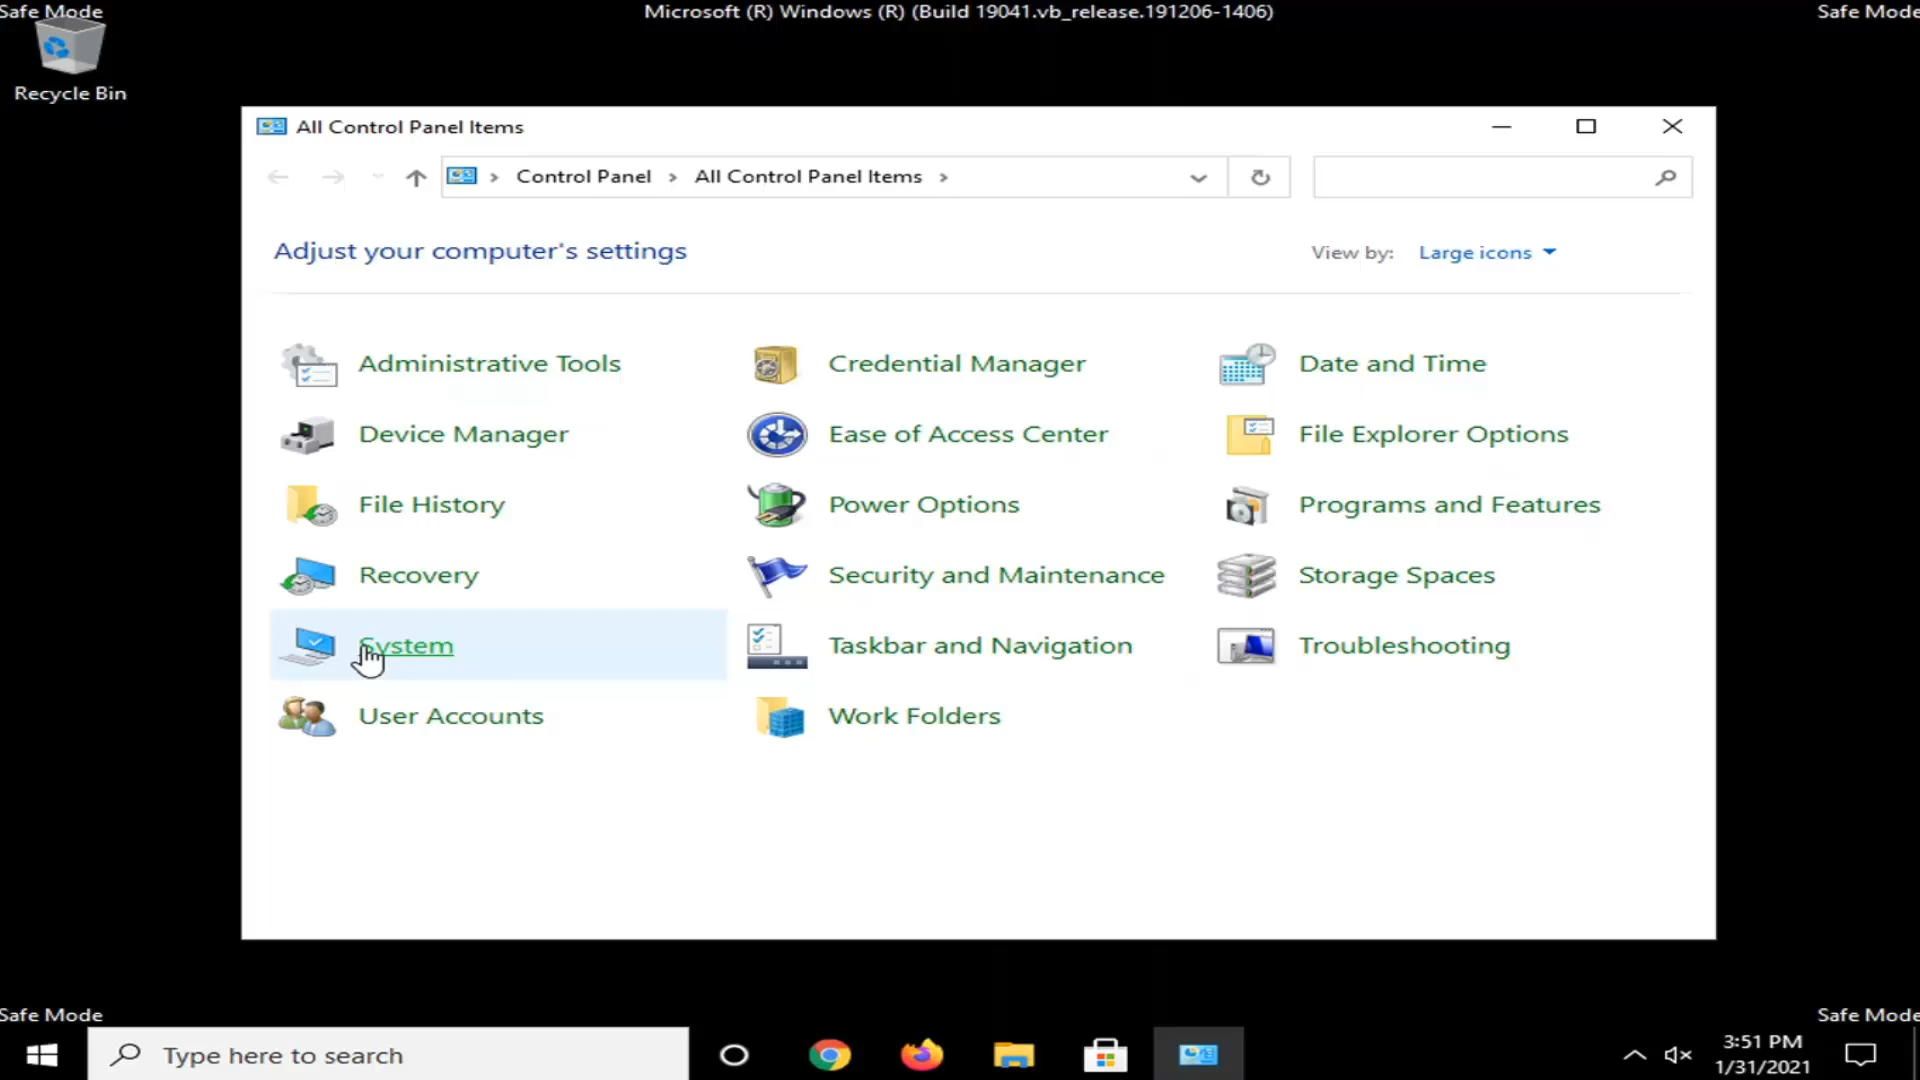 Safe Mode
Microsoft (R) Windows (R) (Build 19041.vb_release.191206-1406)
Safe Mode
Recycle Bin
All Control Panel Items
Control Panel
All Control Panel Items
Adjust your computer's settings
View by: Large icons
Administrative Tools
Credential Manager
Date and Time
Device Manager
Ease of Access Center
File Explorer Options
File History
Power Options
Programs and Features
Recovery
Security and Maintenance
Storage Spaces
System
Taskbar and Navigation
Troubleshooting
User Accounts
Work Folders
Safe Mode
Safe Mode
Type here to search
3:51 PM
1/31/2021